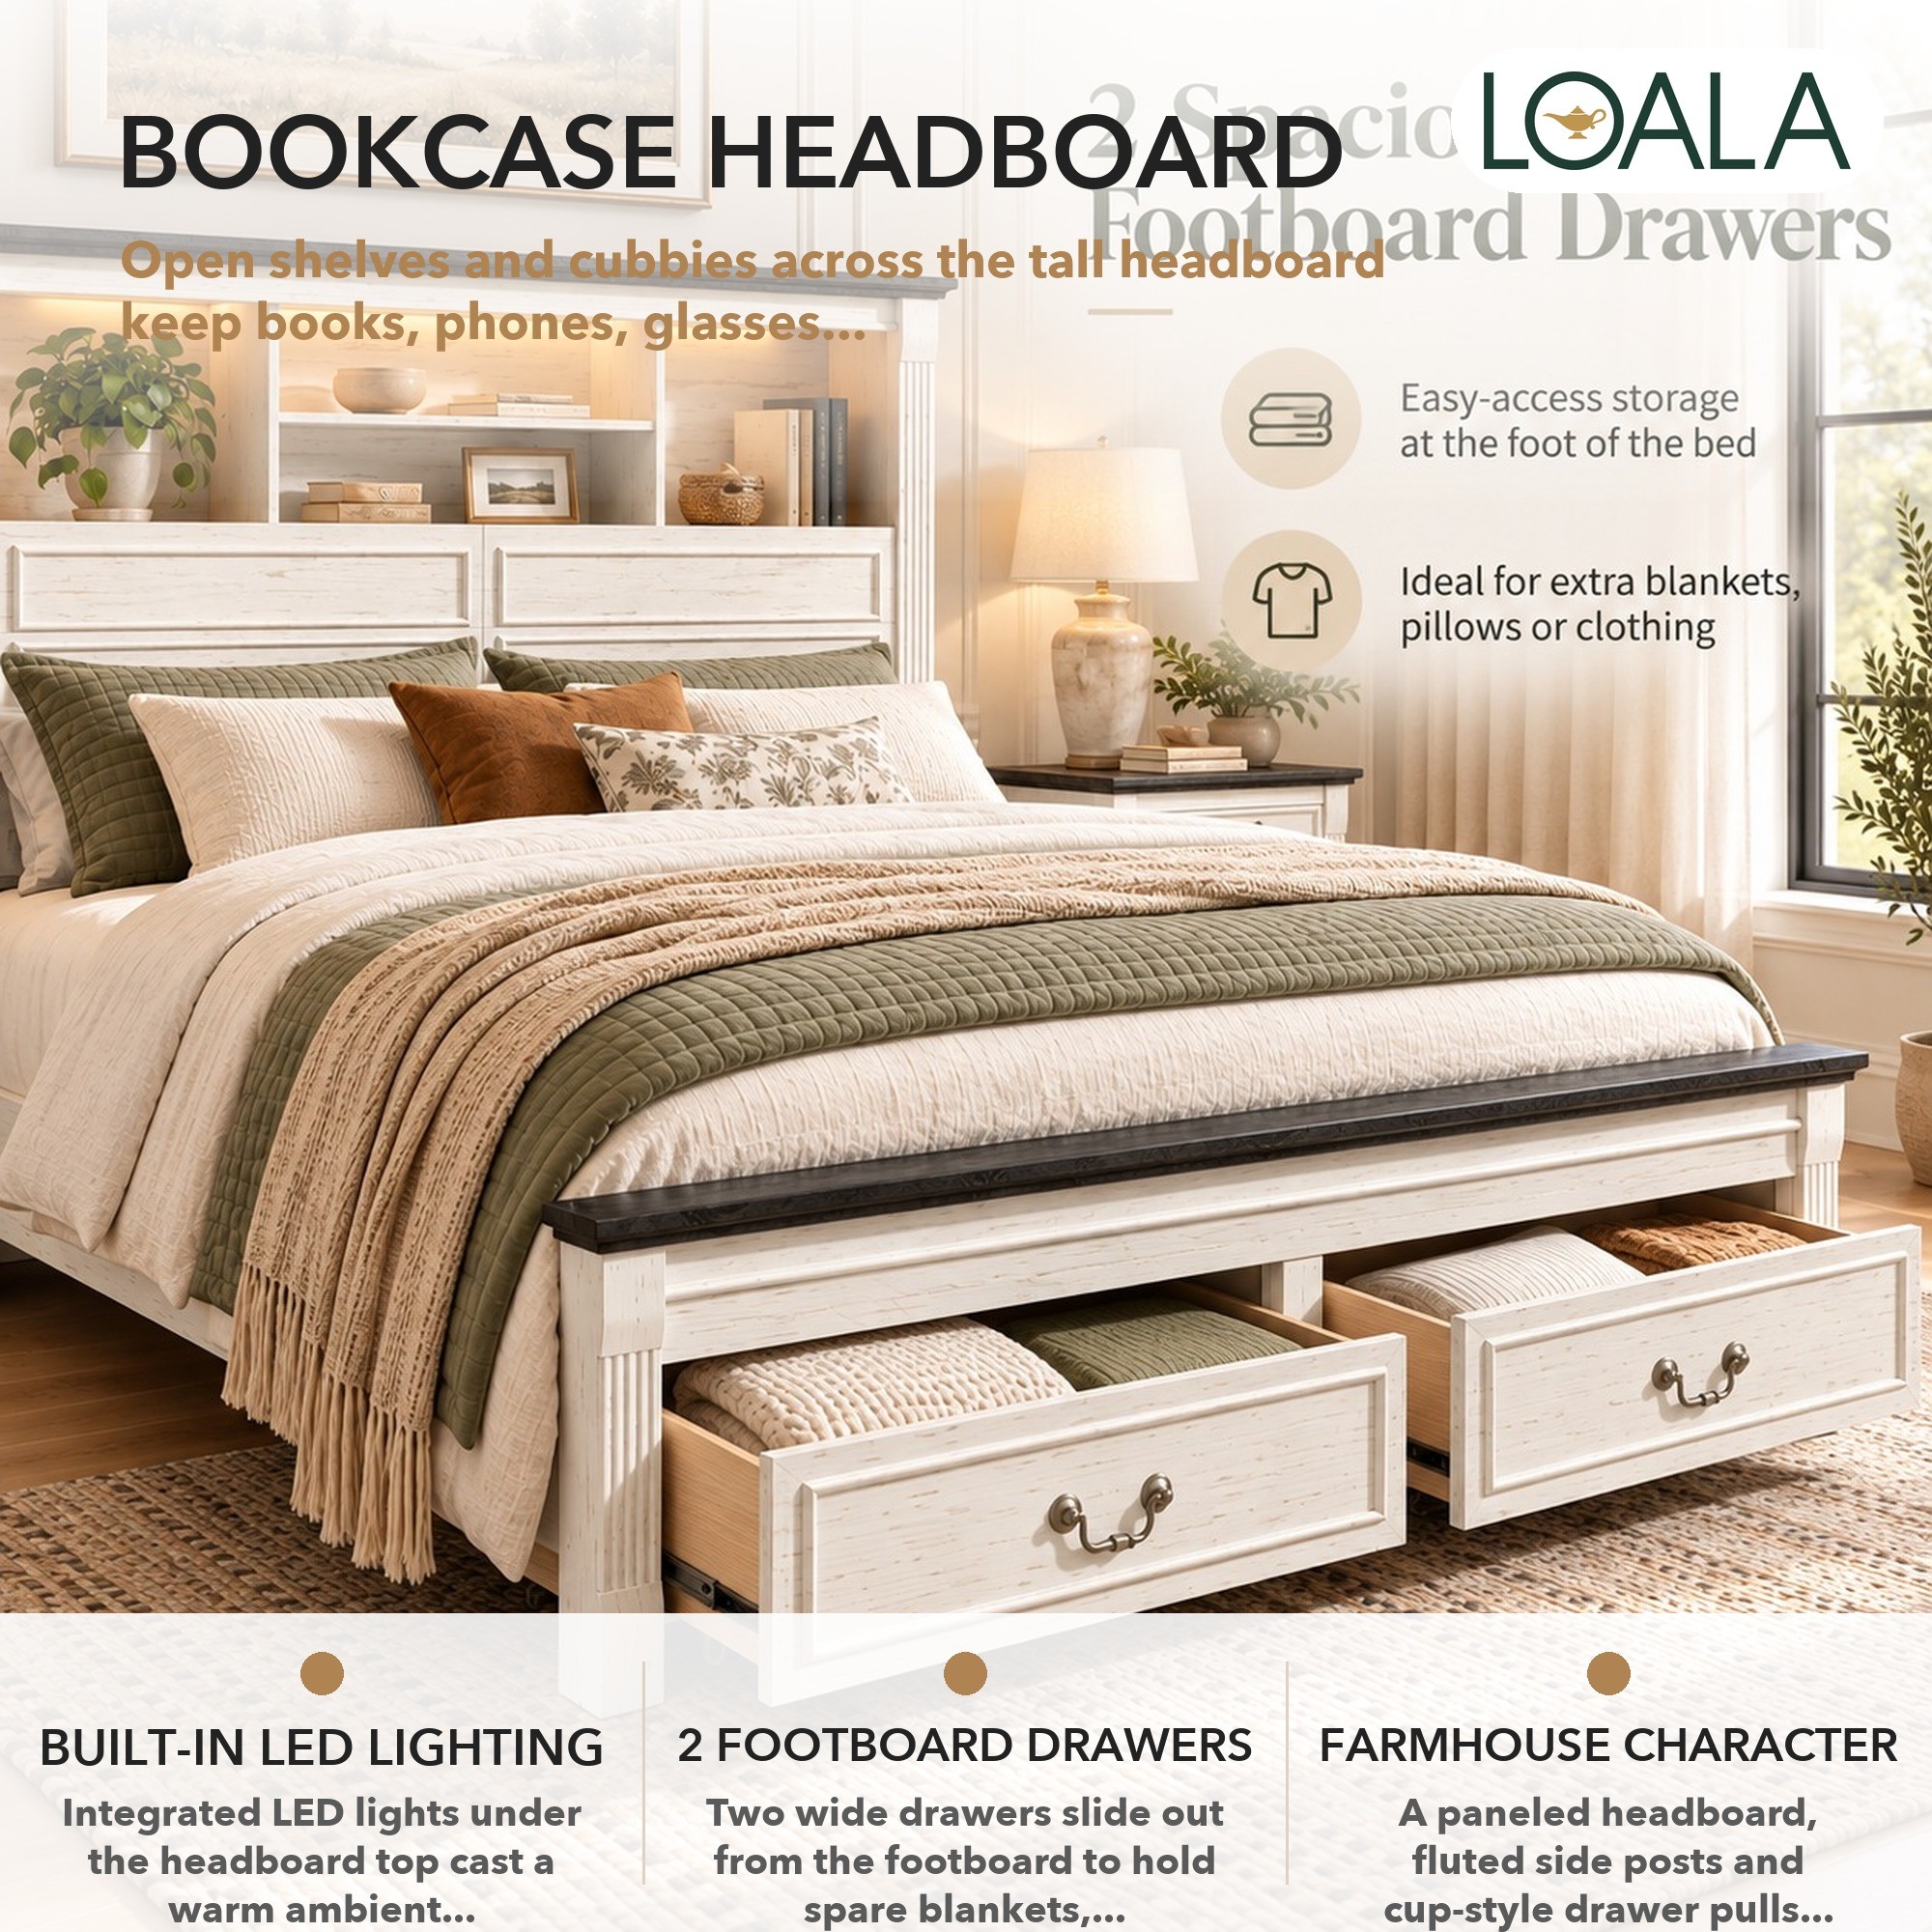 LOALA
BOOKCASE HEADBOARD
Open shelves and cubbies across the tall headboard
keep books, phones, glasses...
2
Footboard Drawers
Easy-access storage
at the foot of the bed
Ideal for extra blankets,
pillows or clothing
BUILT-IN LED LIGHTING
Integrated LED lights under
the headboard top cast a
warm ambient...
2 FOOTBOARD DRAWERS
Two wide drawers slide out
from the footboard to hold
spare blankets,...
FARMHOUSE CHARACTER
A paneled headboard,
fluted side posts and
cup-style drawer pulls...